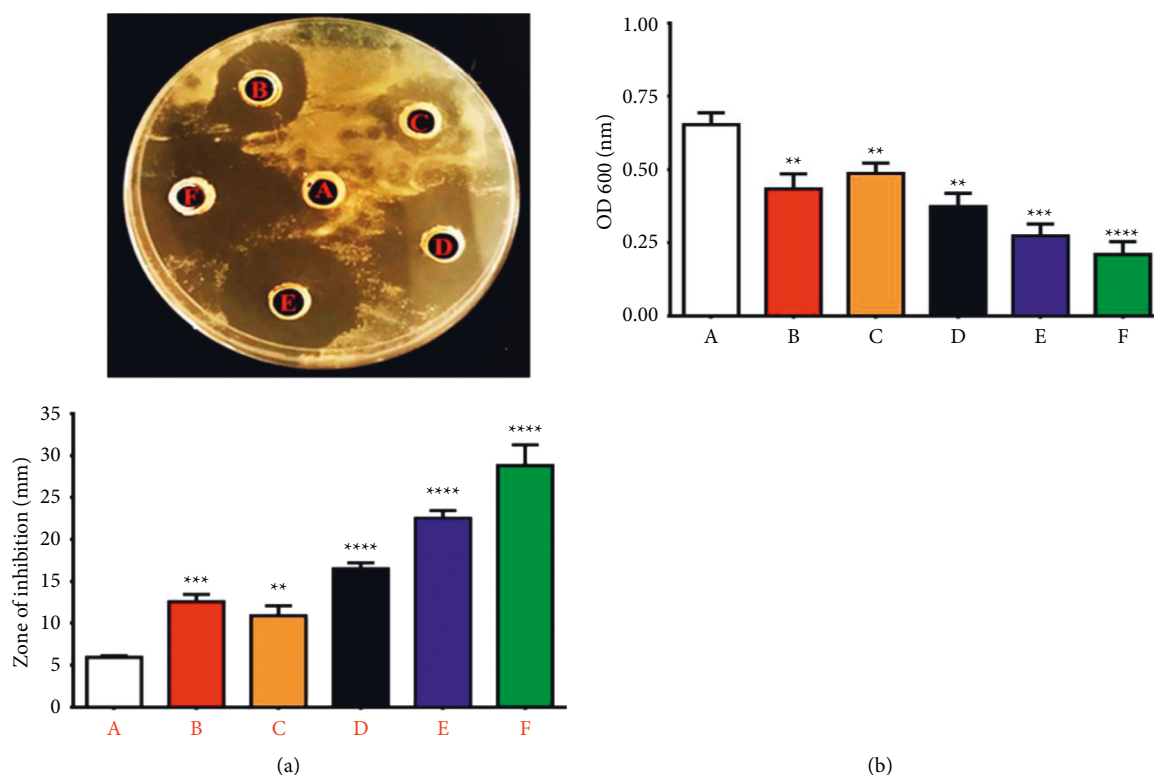 B
C
F
A
D
E
1.00
0.75
0.50
0.25
0.00
OD 600 (nm)
**
**
**
***
****
A B C D E F
35
30
25
20
15
10
5
0
Zone of inhibition (mm)
***
**
****
****
****
A B C D E F
(a)
(b)